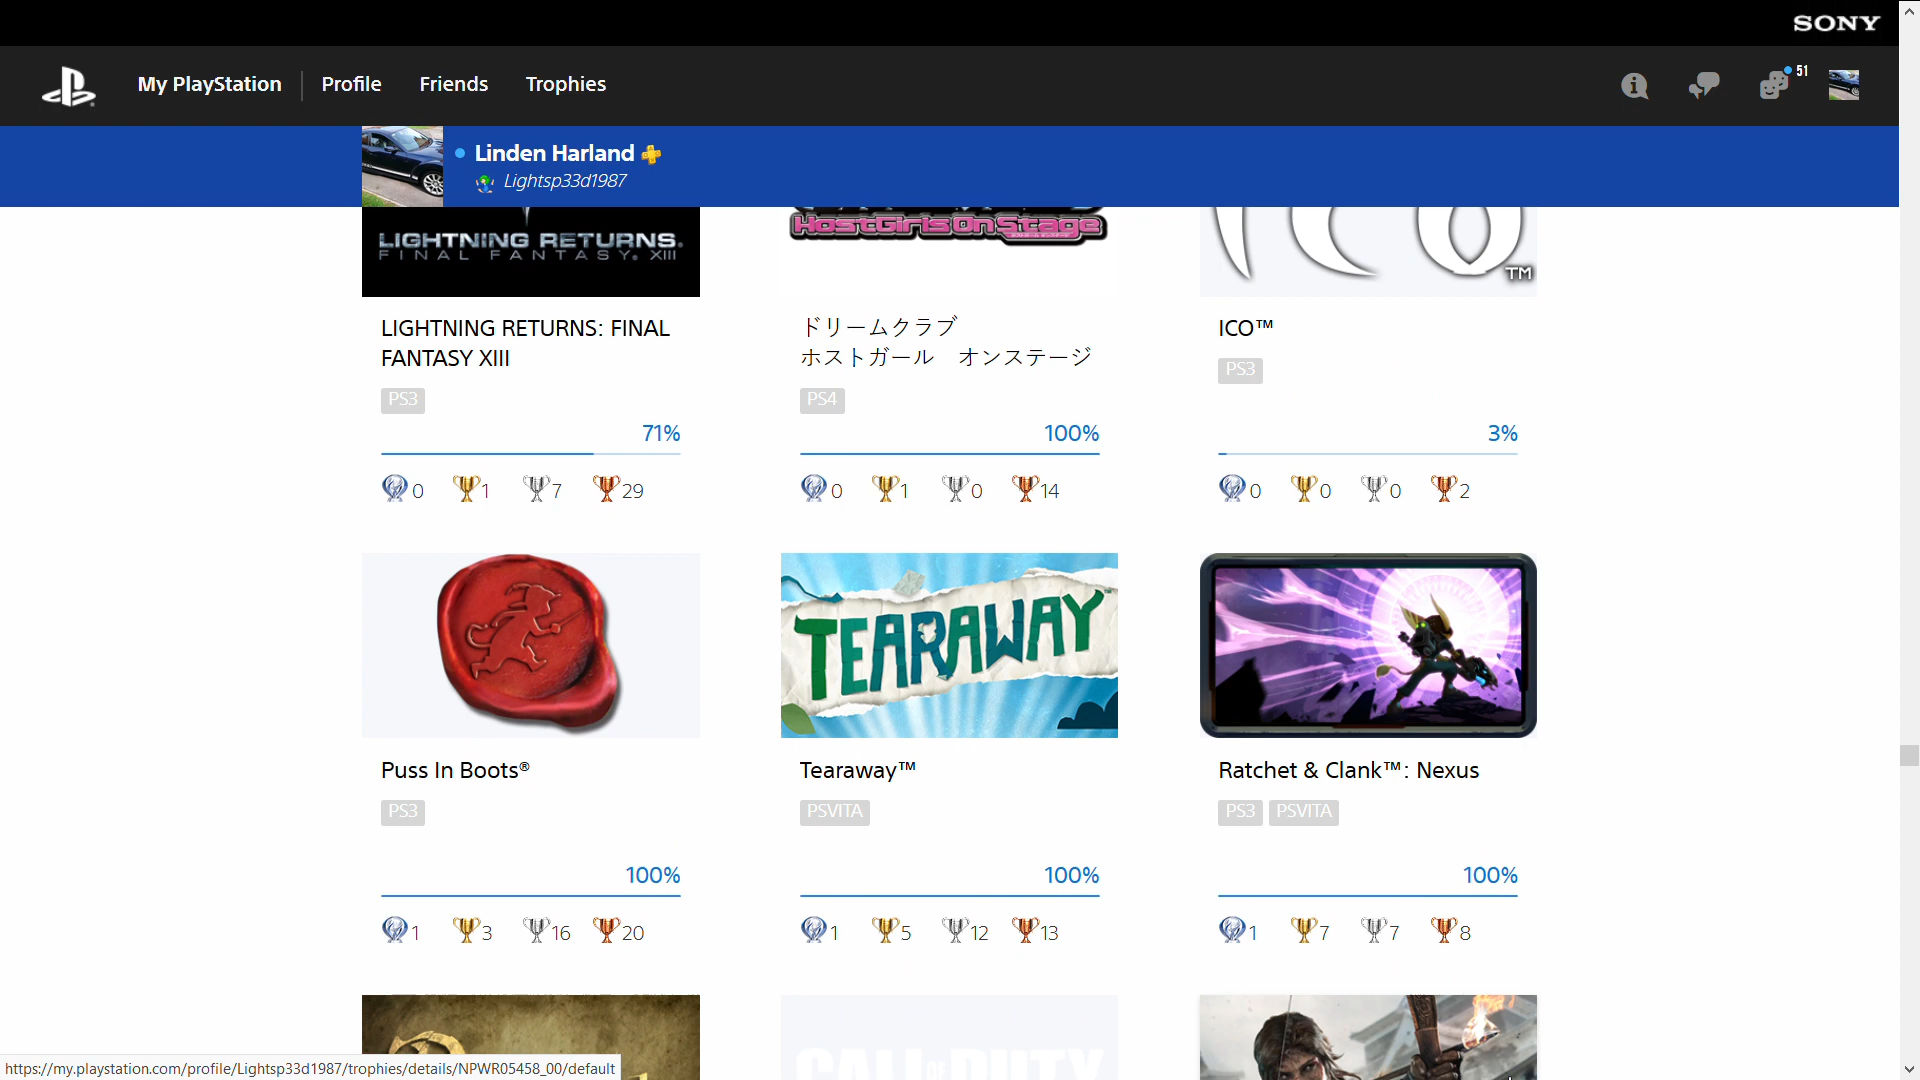 SONY
My PlayStation
Profile
Friends
Trophies
51
Linden Harland
Lightsp33d1987
LIGHTNING RETURNS.
FINAL FANTASY. XIII
HostGirlsOnStage
ICO
TM
LIGHTNING RETURNS: FINAL
FANTASY XIII
PS3
71%
0 1 7 29
ドリームクラブ
ホストガール　オンステージ
PS4
100%
0 1 0 14
ICO™
PS3
3%
0 0 0 2
TEARAWAY™
Puss In Boots®
PS3
100%
1 3 16 20
Tearaway™
PSVITA
100%
1 5 12 13
Ratchet & Clank™: Nexus
PS3 PSVITA
100%
1 7 7 8
CALL OF DUTY
https://my.playstation.com/profile/Lightsp33d1987/trophies/details/NPWR05458_00/default